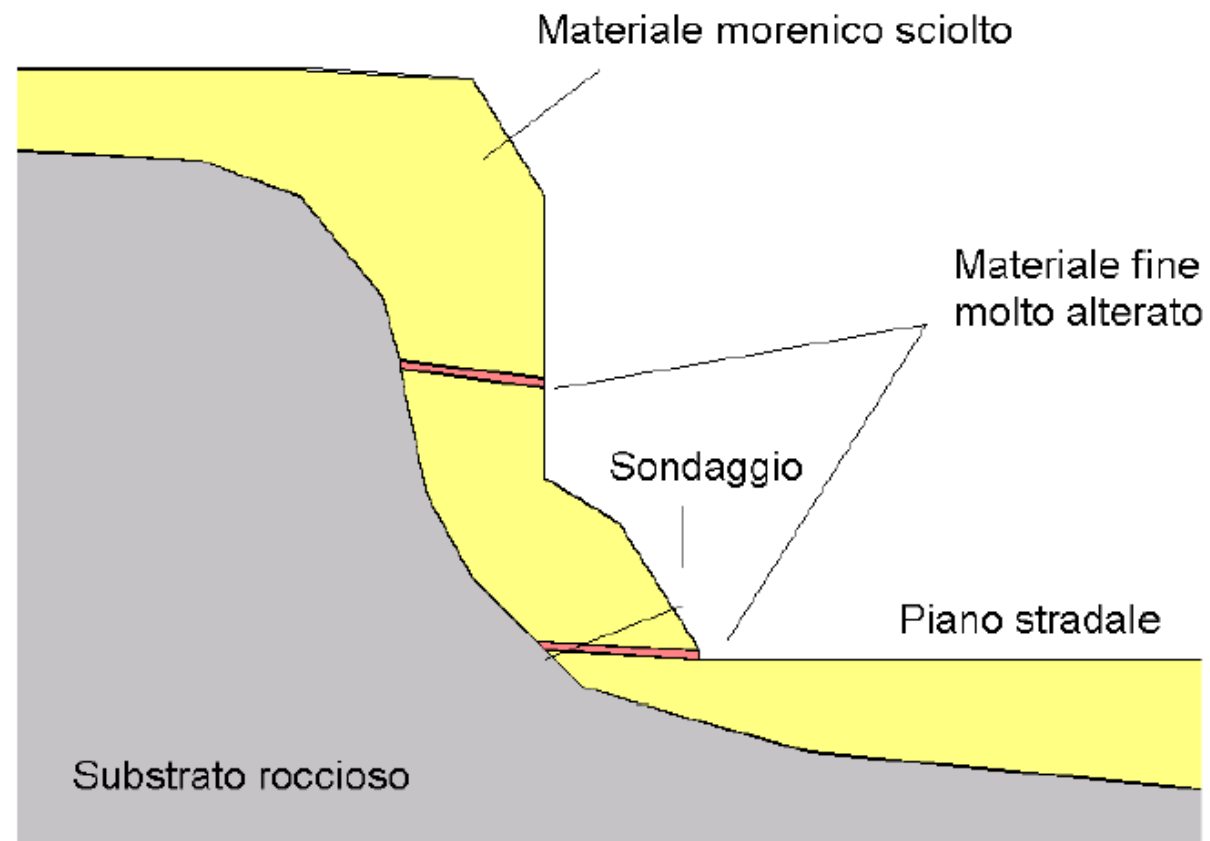 Materiale morenico sciolto
Materiale fine
molto alterato
Sondaggio
Piano stradale
Substrato roccioso